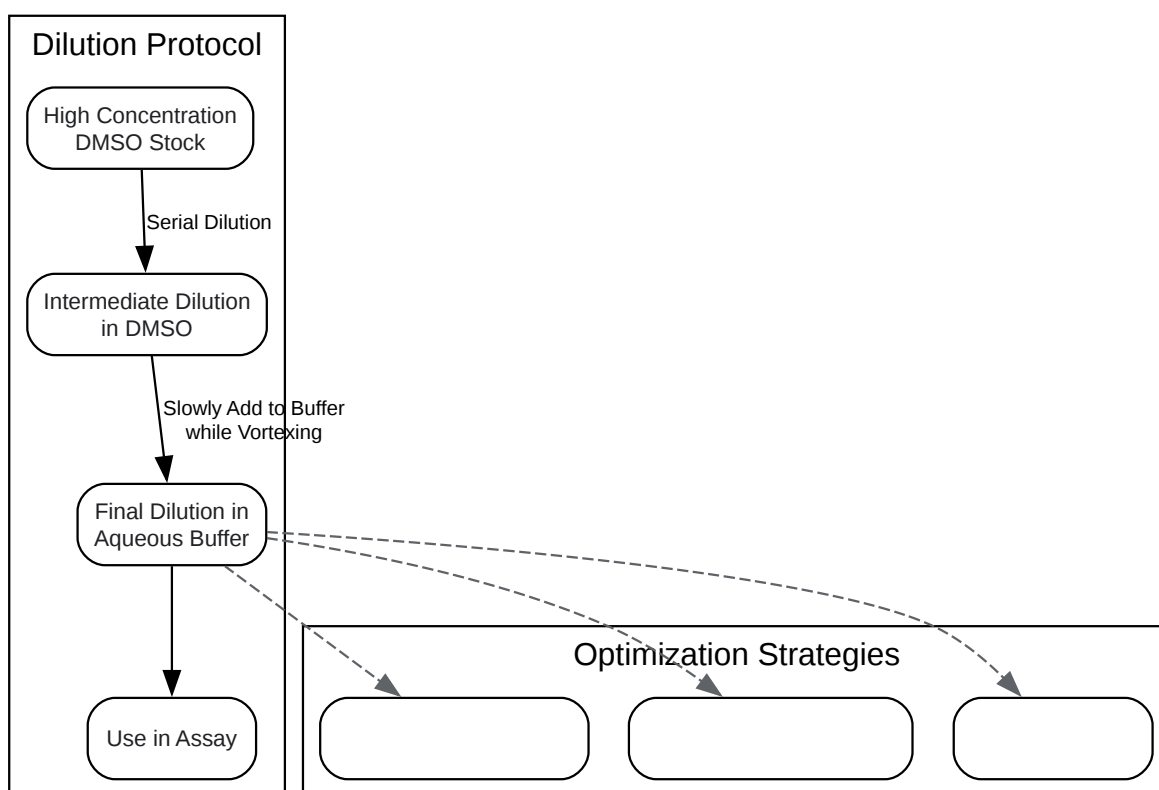 Dilution Protocol
High Concentration
DMSO Stock
Serial Dilution
Intermediate Dilution
in DMSO
Slowly Add to Buffer
while Vortexing
Final Dilution in
Aqueous Buffer
Use in Assay
Optimization Strategies